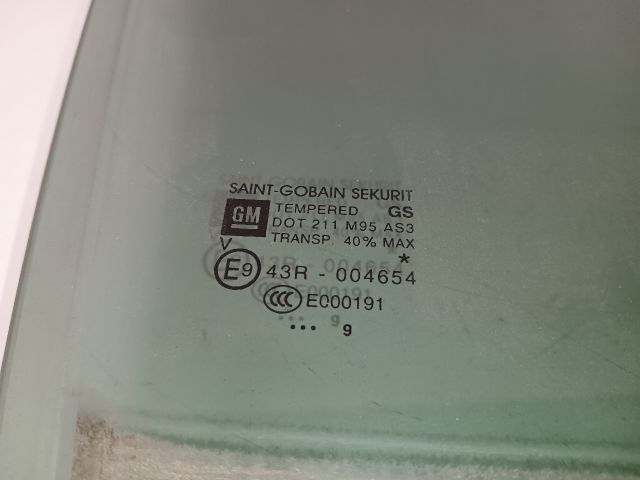 SAINT-GOBAIN SEKURIT
GM TEMPERED GS
DOT 211 M95 AS3
TRANSP. 40% MAX
V *
E9 43R - 004654
CCC E000191
... 9